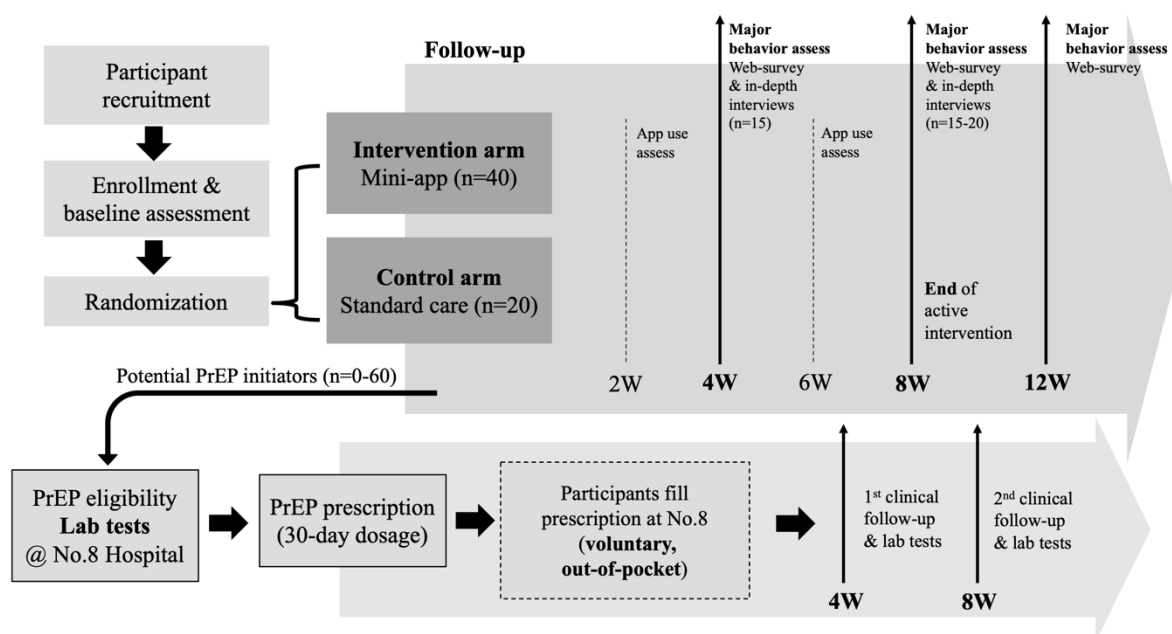 Participant
recruitment
Enrollment &
baseline assessment
Randomization
Follow-up
Intervention arm
Mini-app (n=40)
Control arm
Standard care (n=20)
App use
assess
Major
behavior assess
Web-survey
& in-depth
interviews
(n=15)
App use
assess
Major
behavior assess
Web-survey
& in-depth
interviews
(n=15-20)
End of
active
intervention
Major
behavior assess
Web-survey
2W
4W
6W
8W
12W
Potential PrEP initiators (n=0-60)
PrEP eligibility
Lab tests
@ No.8 Hospital
PrEP prescription
(30-day dosage)
Participants fill
prescription at No.8
(voluntary,
out-of-pocket)
1st clinical
follow-up
& lab tests
4W
2nd clinical
follow-up
& lab tests
8W